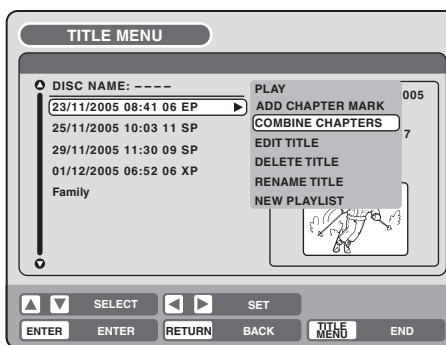 TITLE MENU
DISC NAME: – – – –
23/11/2005 08:41 06 EP
25/11/2005 10:03 11 SP
29/11/2005 11:30 09 SP
01/12/2005 06:52 06 XP
Family
PLAY
ADD CHAPTER MARK
COMBINE CHAPTERS
EDIT TITLE
DELETE TITLE
RENAME TITLE
NEW PLAYLIST
005
7
SELECT
SET
ENTER ENTER
RETURN BACK
TITLE MENU END